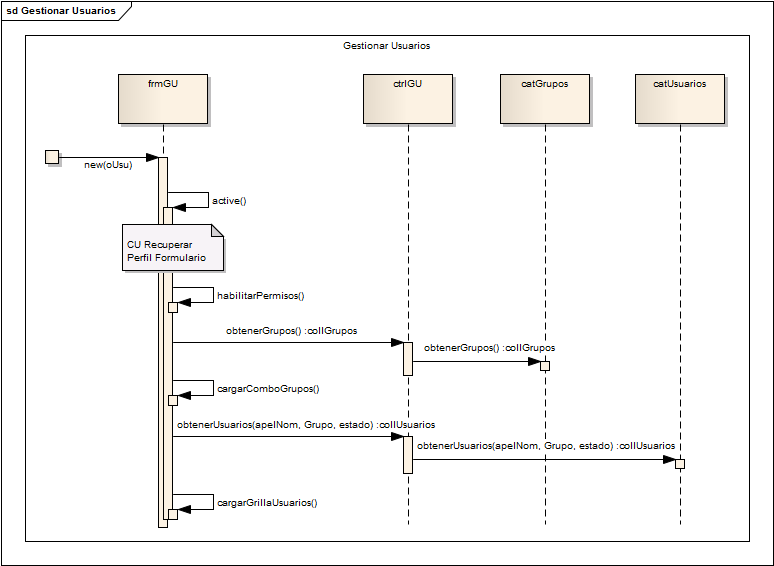 sd Gestionar Usuarios
Gestionar Usuarios
frmGU
ctrlGU
catGrupos
catUsuarios
new(oUsu)
active()
CU Recuperar
Perfil Formulario
habilitarPermisos()
obtenerGrupos() :collGrupos
obtenerGrupos() :collGrupos
cargarComboGrupos()
obtenerUsuarios(apelNom, Grupo, estado) :collUsuarios
obtenerUsuarios(apelNom, Grupo, estado) :collUsuarios
cargarGrillaUsuarios()